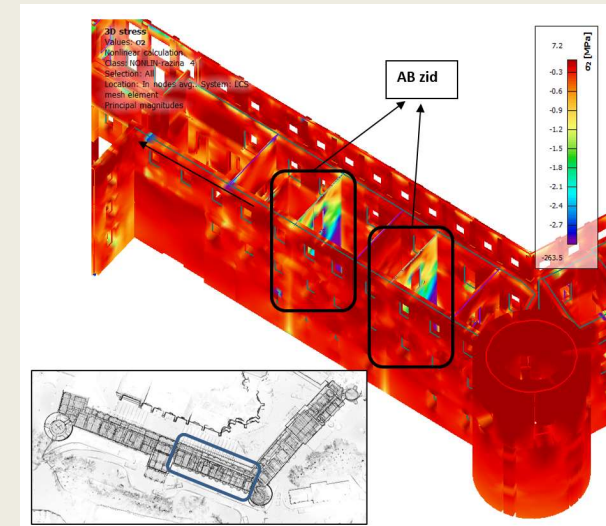 3D stress
Values: σ2
Nonlinear calculation
Class: NONLIN-razina 4
Selection: All
Location: In nodes avg.. System: LCS
mesh element
Principal magnitudes
AB zid
σ2 [MPa]
7.2
-0.3
-0.6
-0.9
-1.2
-1.5
-1.8
-2.1
-2.4
-2.7
-263.5